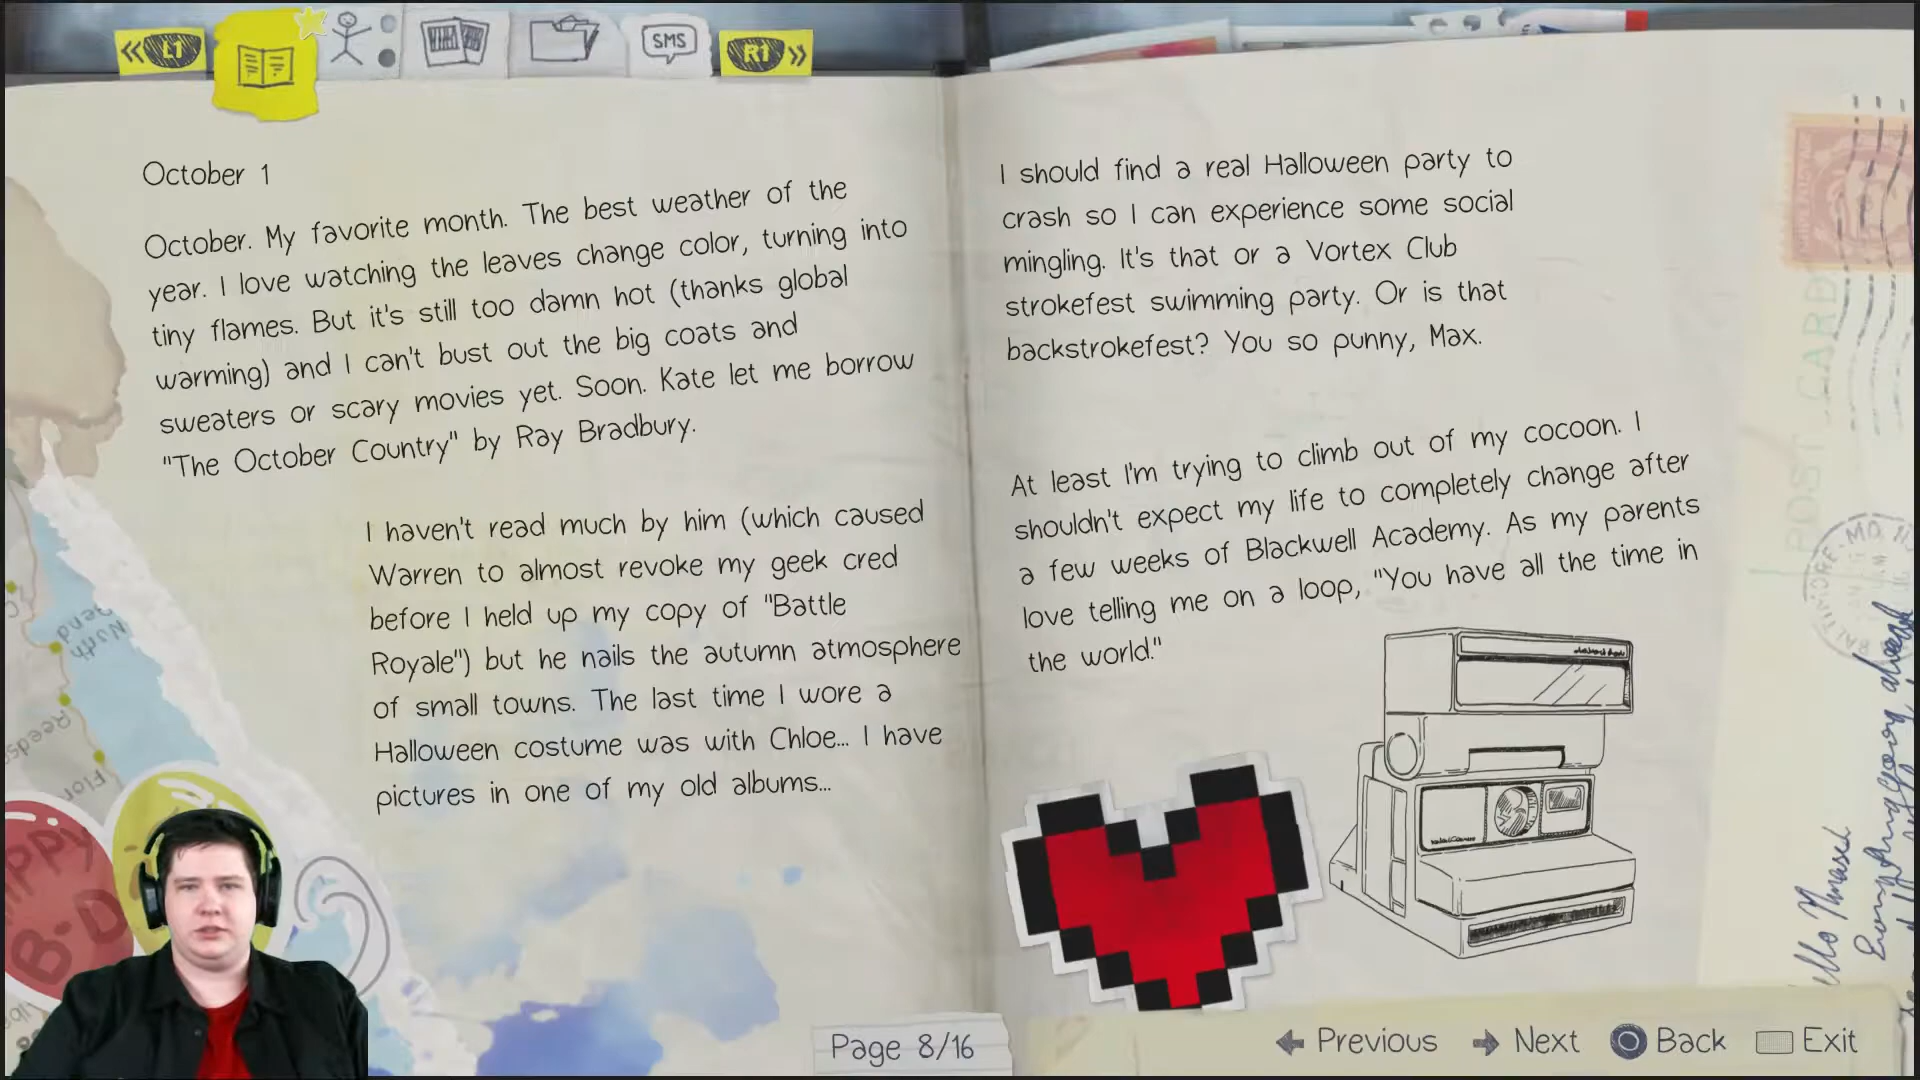 L1
SMS
R1
October 1
October. My favorite month. The best weather of the
year. I love watching the leaves change color, turning into
tiny flames. But it's still too damn hot (thanks global
warming) and I can't bust out the big coats and
sweaters or scary movies yet. Soon. Kate let me borrow
"The October Country" by Ray Bradbury.
I haven't read much by him (which caused
Warren to almost revoke my geek cred
before I held up my copy of "Battle
Royale") but he nails the autumn atmosphere
of small towns. The last time I wore a
Halloween costume was with Chloe... I have
pictures in one of my old albums...
I should find a real Halloween party to
crash so I can experience some social
mingling. It's that or a Vortex Club
strokefest swimming party. Or is that
backstrokefest? You so punny, Max.
At least I'm trying to climb out of my cocoon. I
shouldn't expect my life to completely change after
a few weeks of Blackwell Academy. As my parents
love telling me on a loop, "You have all the time in
the world."
POST CARD
North
Bend
B-D
Page 8/16
Previous
Next
Back
Exit